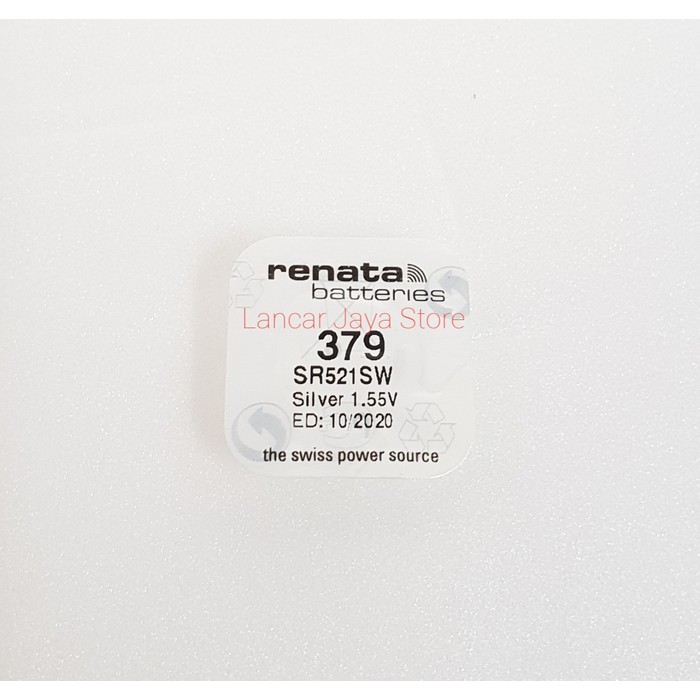 renata
batteries
Lancar Jaya Store
379
SR521SW
Silver 1.55V
ED: 10/2020
the swiss power source